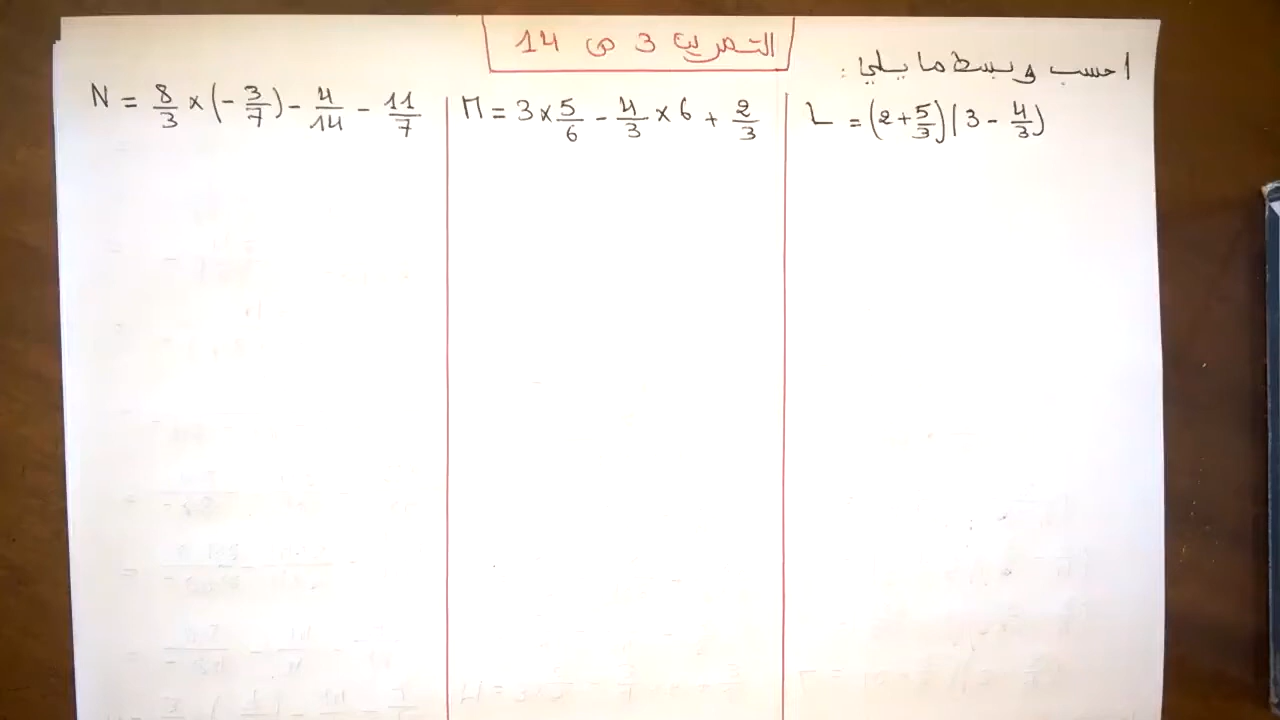 التمرين 3 ص 14
احسب وبسط ما يلي :
L = (2 + 5/3)(3 - 4/3)
M = 3 × 5/6 - 4/3 × 6 + 2/3
N = 8/3 × (- 3/7) - 4/14 - 11/7